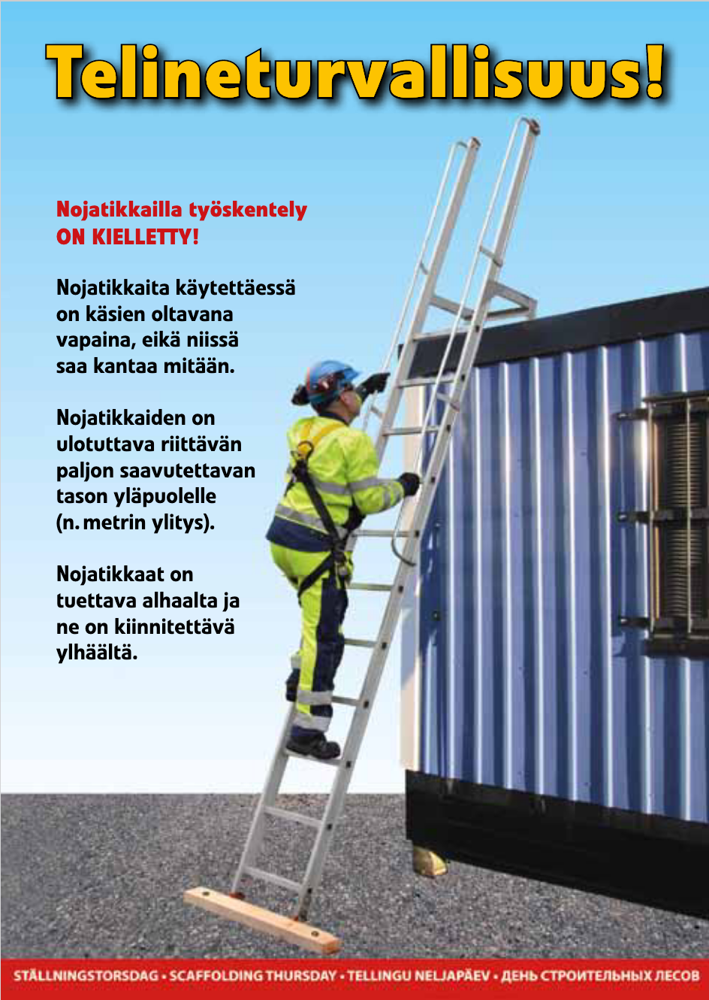 Telineturvallisuus!
Nojatikkailla työskentely
ON KIELLETTY!
Nojatikkaita käytettäessä
on käsien oltavana
vapaina, eikä niissä
saa kantaa mitään.
Nojatikkaiden on
ulotuttava riittävän
paljon saavutettavan
tason yläpuolelle
(n. metrin ylitys).
Nojatikkaat on
tuettava alhaalta ja
ne on kiinnitettävä
ylhäältä.
STÄLLNINGSTORSDAG • SCAFFOLDING THURSDAY • TELLINGU NELJAPÄEV • ДЕНЬ СТРОИТЕЛЬНЫХ ЛЕСОВ